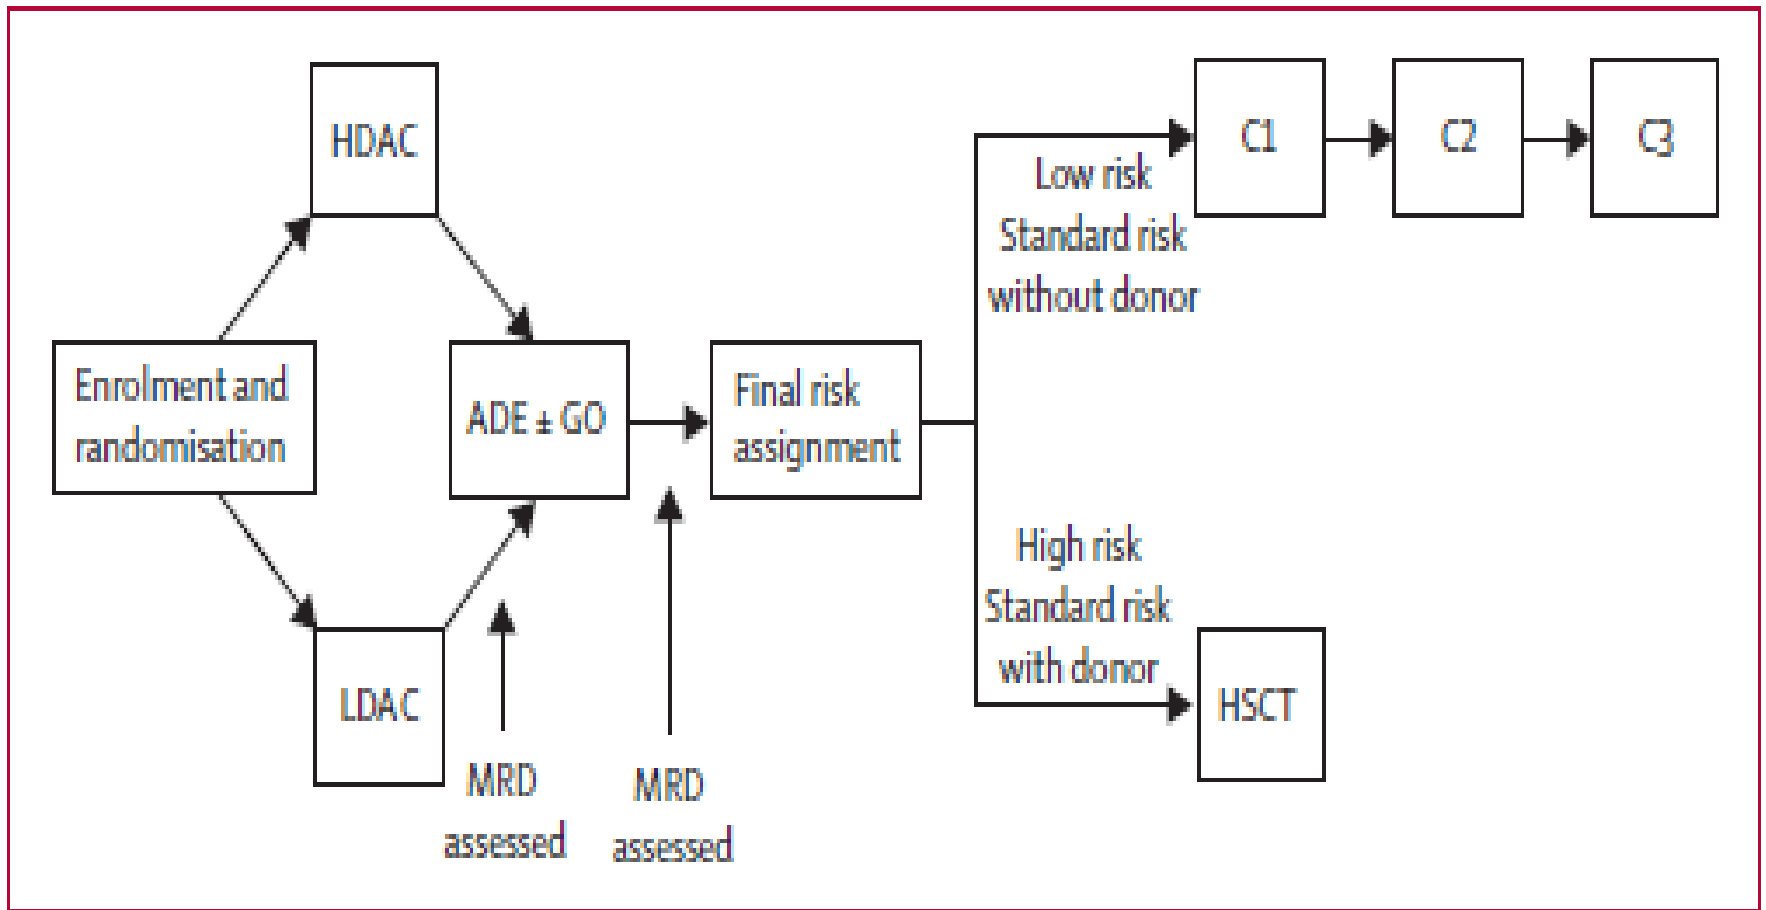 HDAC
Enrolment and
randomisation
LDAC
ADE ± GO
MRD
assessed
MRD
assessed
Final risk
assignment
Low risk
Standard risk
without donor
C1
C2
C3
High risk
Standard risk
with donor
HSCT